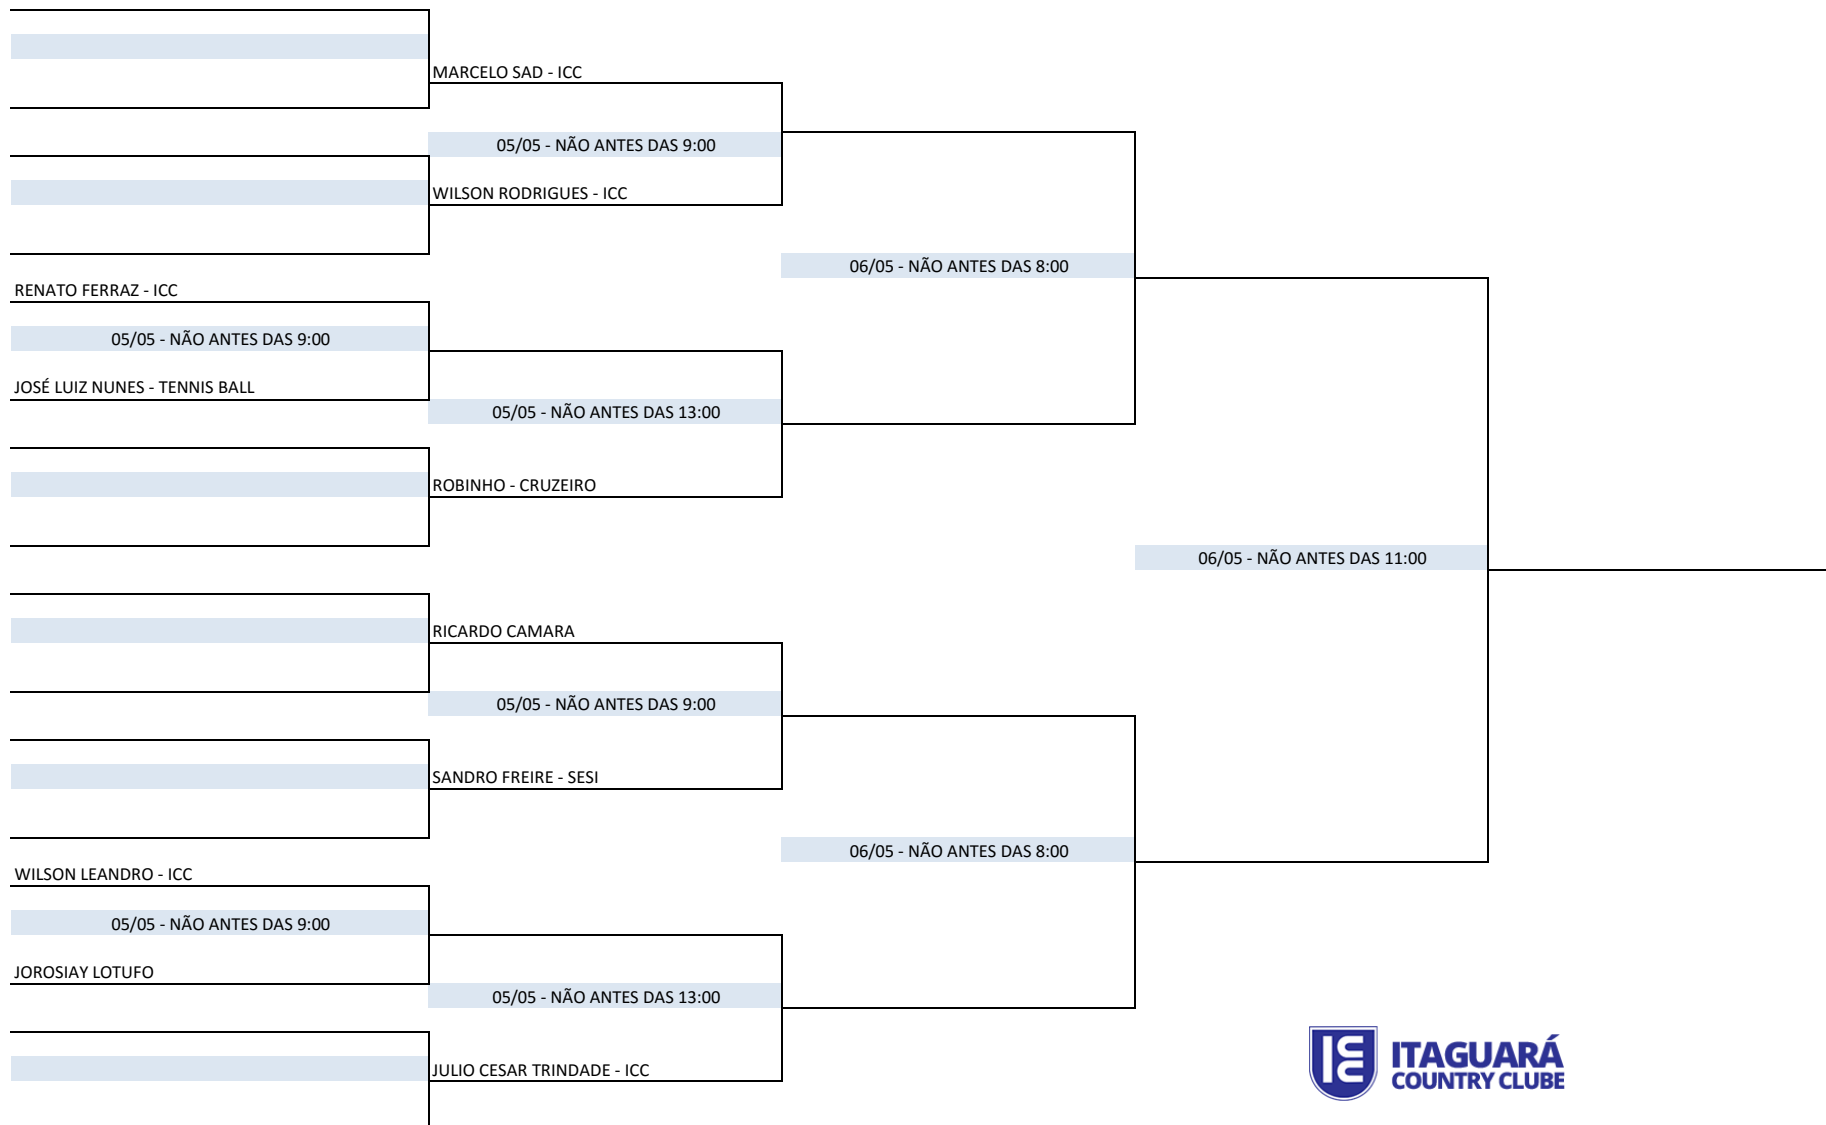 MARCELO SAD - ICC
05/05 - NÃO ANTES DAS 9:00
WILSON RODRIGUES - ICC
06/05 - NÃO ANTES DAS 8:00
RENATO FERRAZ - ICC
05/05 - NÃO ANTES DAS 9:00
JOSÉ LUIZ NUNES - TENNIS BALL
05/05 - NÃO ANTES DAS 13:00
ROBINHO - CRUZEIRO
06/05 - NÃO ANTES DAS 11:00
RICARDO CAMARA
05/05 - NÃO ANTES DAS 9:00
SANDRO FREIRE - SESI
06/05 - NÃO ANTES DAS 8:00
WILSON LEANDRO - ICC
05/05 - NÃO ANTES DAS 9:00
JOROSIAY LOTUFO
05/05 - NÃO ANTES DAS 13:00
JULIO CESAR TRINDADE - ICC
ITAGUARÁ
COUNTRY CLUBE